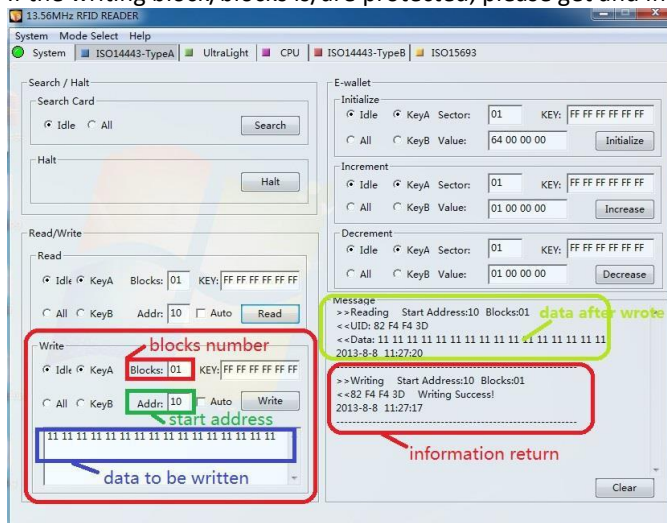 13.56MHz RFID READER
System Mode Select Help
System ISO14443-TypeA UltraLight CPU ISO14443-TypeB ISO15693
Search / Halt
Search Card
Idle All Search
Halt
Halt
Read/Write
Read
Idle KeyA Blocks: 01 KEY: FF FF FF FF FF FF
All KeyB Addr: 10 Auto Read
Write
blocks number
Idle KeyA Blocks: 01 KEY: FF FF FF FF FF FF
All KeyB Addr: 10 Auto Write
start address
11 11 11 11 11 11 11 11 11 11 11 11 11 11 11 11
data to be written
E-wallet
Initialize
Idle KeyA Sector: 01 KEY: FF FF FF FF FF FF
All KeyB Value: 64 00 00 00 Initialize
Increment
Idle KeyA Sector: 01 KEY: FF FF FF FF FF FF
All KeyB Value: 01 00 00 00 Increase
Decrement
Idle KeyA Sector: 01 KEY: FF FF FF FF FF FF
All KeyB Value: 01 00 00 00 Decrease
Message
>>Reading Start Address:10 Blocks:01
data after wrote
<<UID: 82 F4 F4 3D
<<Data: 11 11 11 11 11 11 11 11 11 11 11 11 11 11 11 11
2013-8-8 11:27:20
>>Writing Start Address:10 Blocks:01
<<82 F4 F4 3D Writing Success!
2013-8-8 11:27:17
information return
Clear